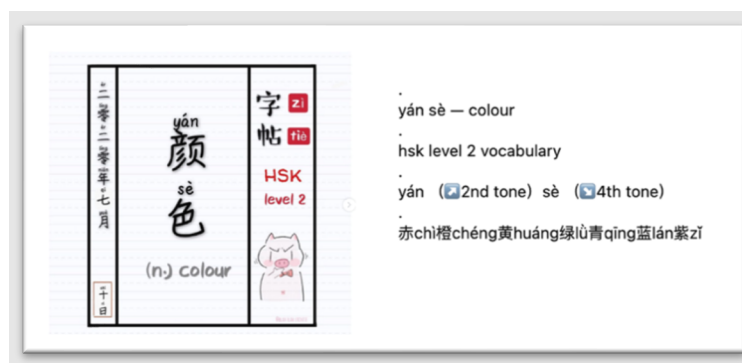 二零二零年七月
十日
yán
颜
sè
色
(n.) colour
字 zì
帖 tiè
HSK
level 2
.
yán sè — colour
.
hsk level 2 vocabulary
.
yán （↗2nd tone）sè （↘4th tone）
.
赤chì橙chéng黄huáng绿lǜ青qīng蓝lán紫zǐ